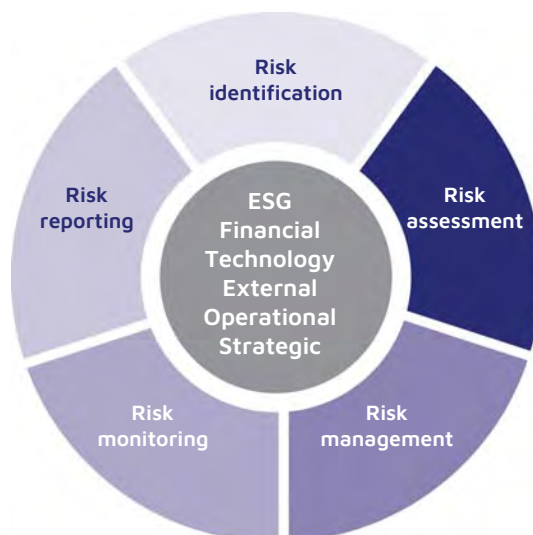 Risk
identification
Risk
assessment
Risk
management
Risk
monitoring
Risk
reporting
ESG
Financial
Technology
External
Operational
Strategic